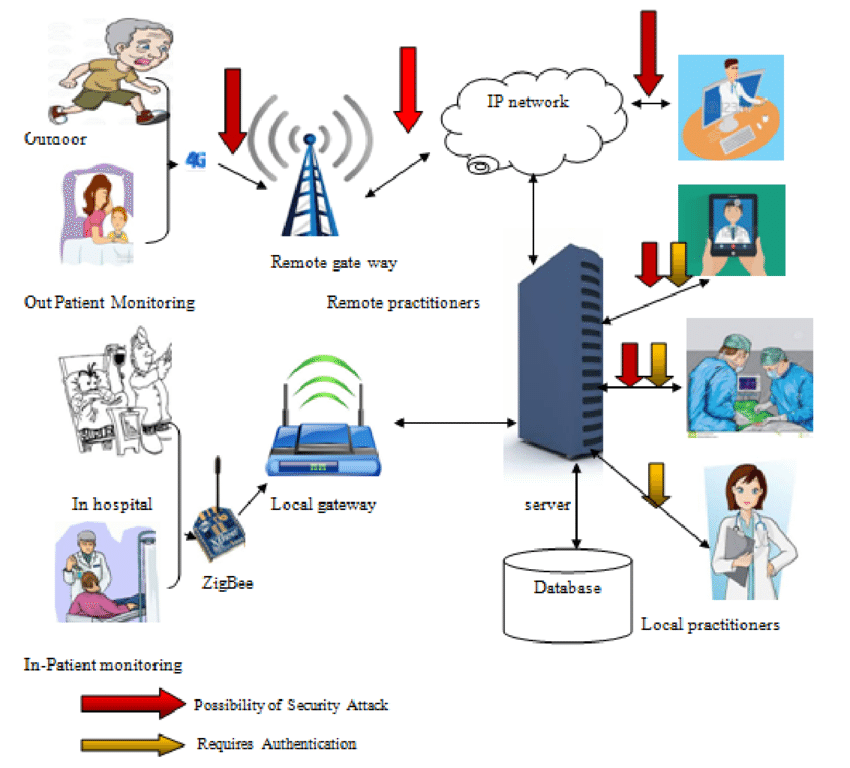 IP network
Outdoor
4G
Remote gate way
Out Patient Monitoring
Remote practitioners
In hospital
Local gateway
server
ZigBee
Database
Local practitioners
In-Patient monitoring
Possibility of Security Attack
Requires Authentication